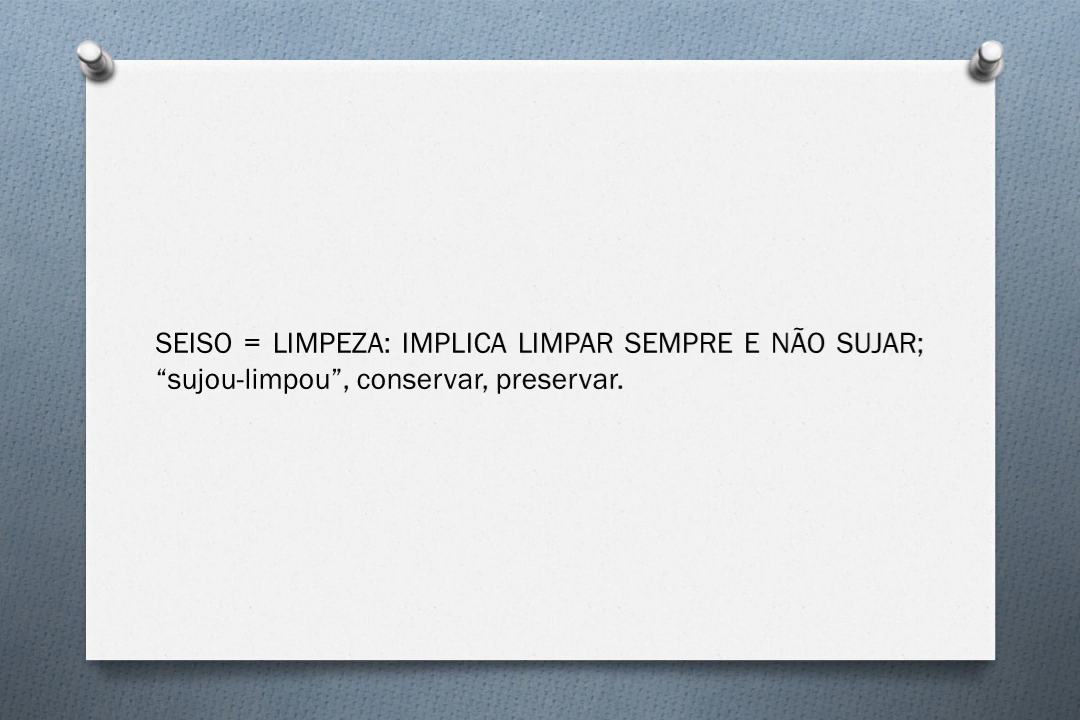 SEISO = LIMPEZA: IMPLICA LIMPAR SEMPRE E NÃO SUJAR;
“sujou-limpou”, conservar, preservar.